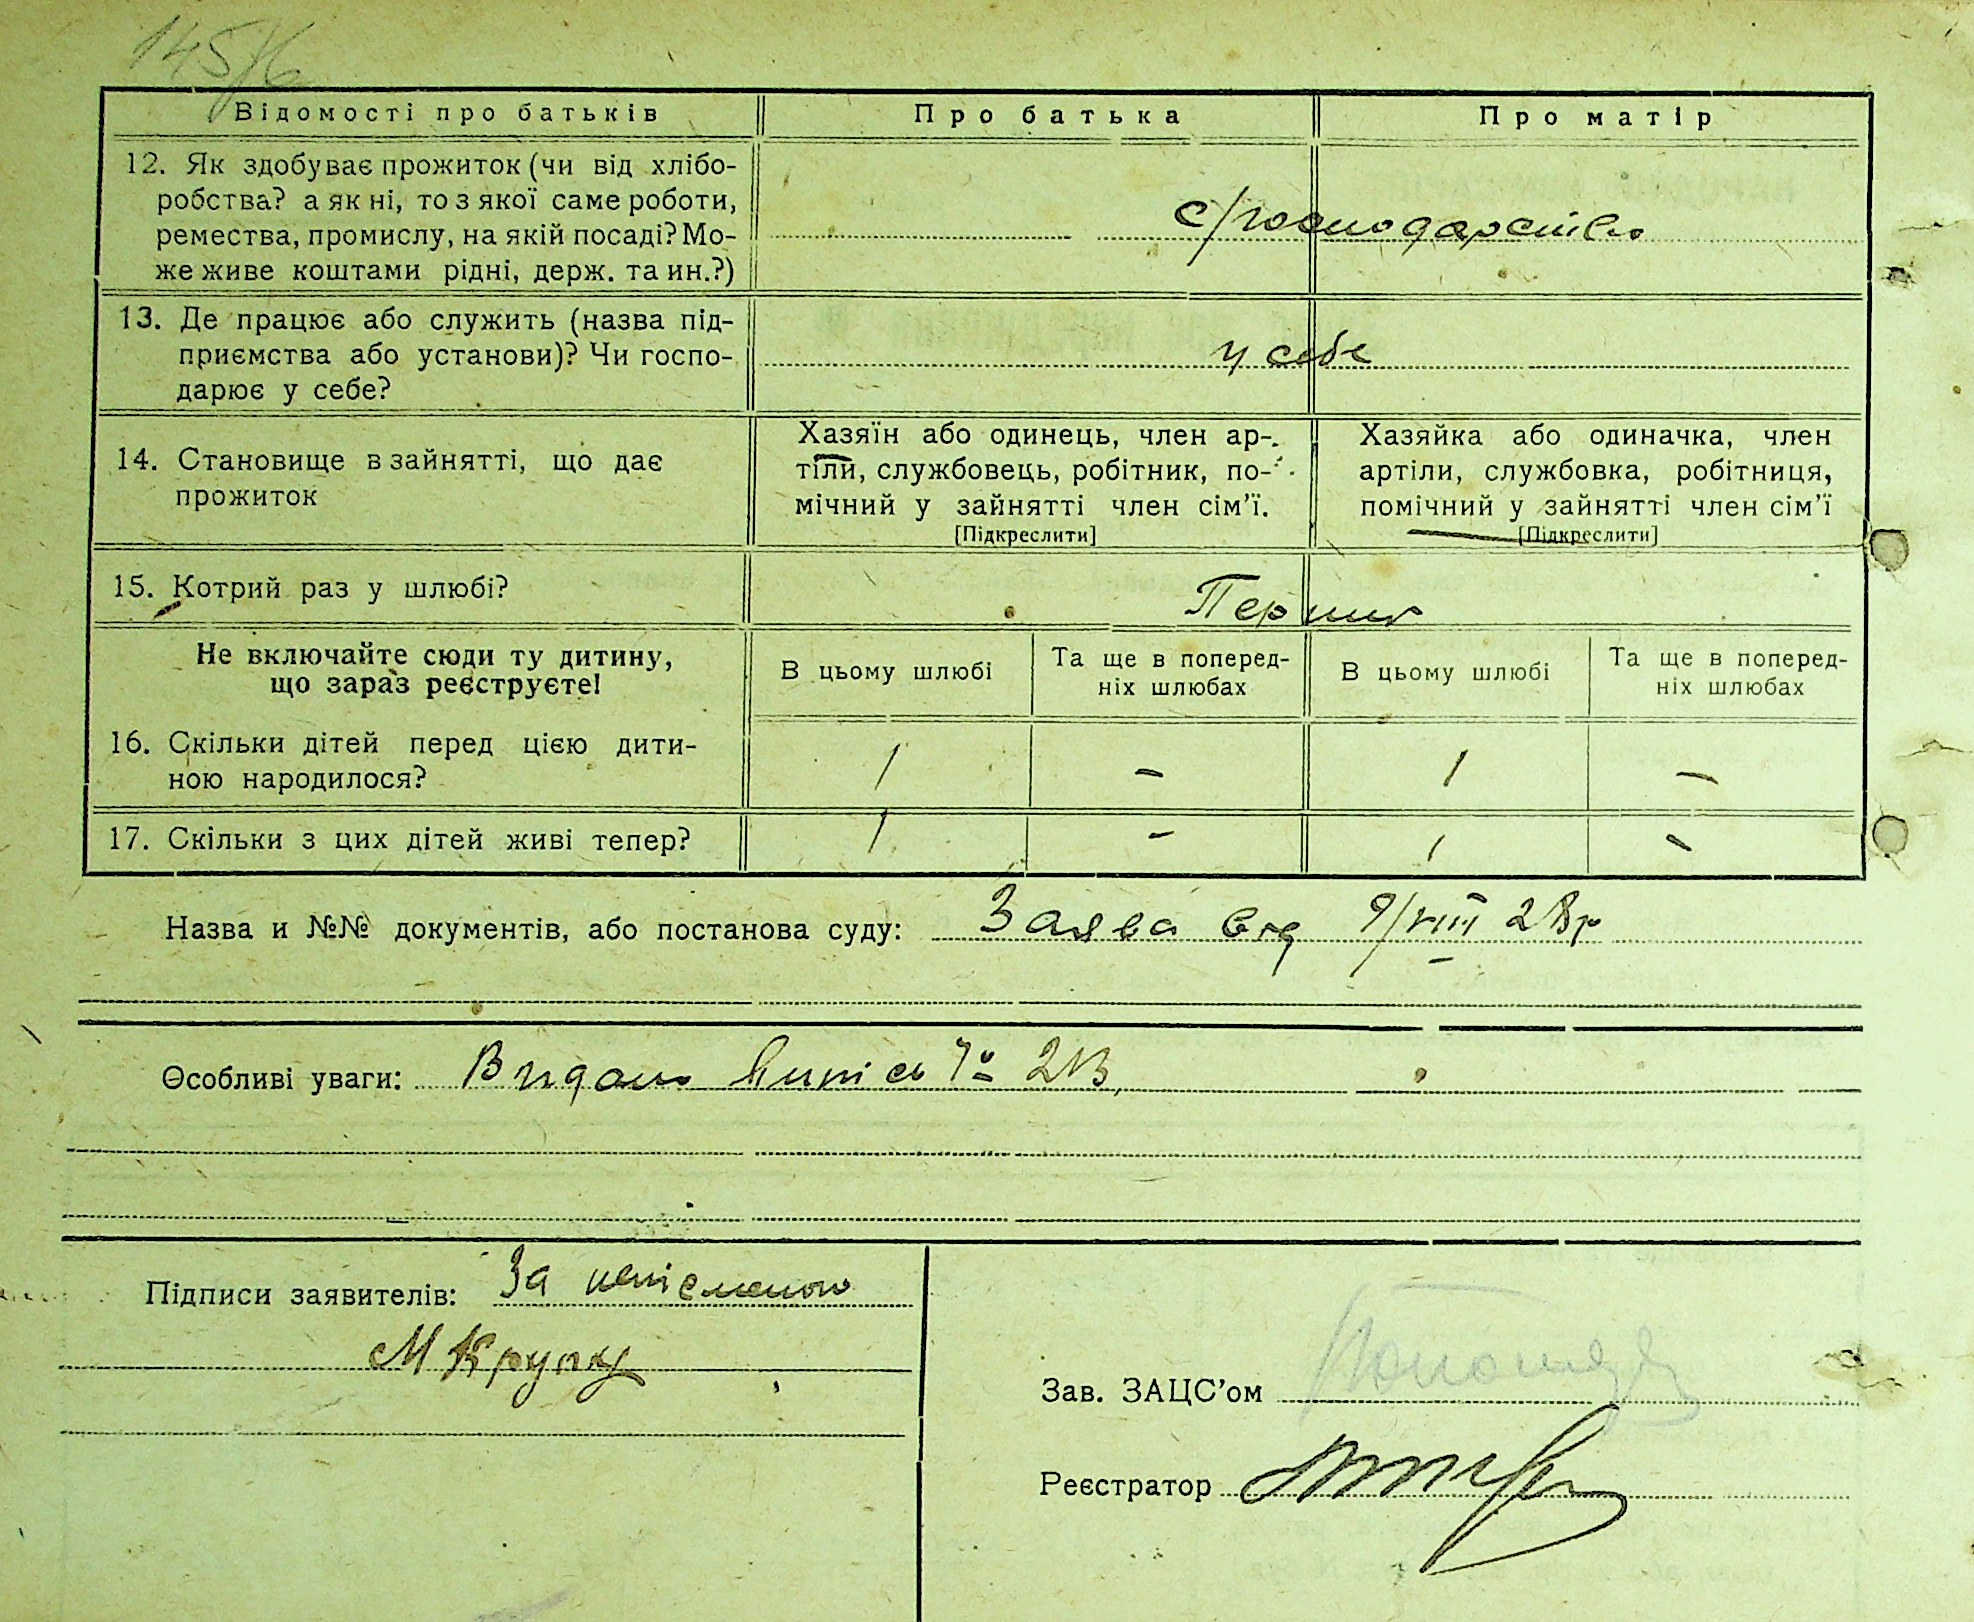 Відомості про батьків Про батька Про матір
12. Як здобуває прожиток (чи від хлібо-
робства? а як ні, то з якої саме роботи,
ремества, промислу, на якій посаді? Мо-
же живе коштами рідні, держ. та ин.?)
с/господарство
13. Де працює або служить (назва під-
приємства або установи)? Чи госпо-
дарює у себе?
у себе
14. Становище в зайнятті, що дає
прожиток
Хазяїн або одинець, член ар-
тіли, службовець, робітник, по-
мічний у зайнятті член сім'ї.
[Підкреслити]
Хазяйка або одиначка, член
артіли, службовка, робітниця,
помічний у зайнятті член сім'ї
[Підкреслити]
15. Котрий раз у шлюбі?
Перший
Не включайте сюди ту дитину,
що зараз реєструєте!
В цьому шлюбі
Та ще в поперед-
ніх шлюбах
В цьому шлюбі
Та ще в поперед-
ніх шлюбах
16. Скільки дітей перед цією дити-
ною народилося?
1 – 1 –
17. Скільки з цих дітей живі тепер? 1 – 1 –
Назва и №№ документів, або постанова суду: Заява від 9/VIII 28р
Особливі уваги: Видано випісь
Підписи заявителів: За неписьменого
М Крупу
Зав. ЗАЦС'ом
Реєстратор